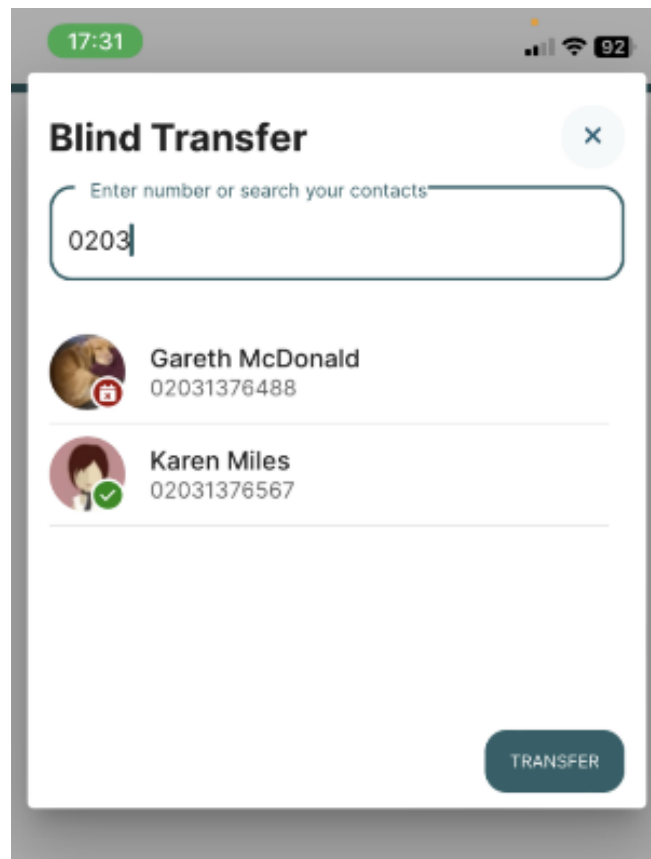 17:31
92
Blind Transfer
Enter number or search your contacts
0203
Gareth McDonald
02031376488
Karen Miles
02031376567
TRANSFER